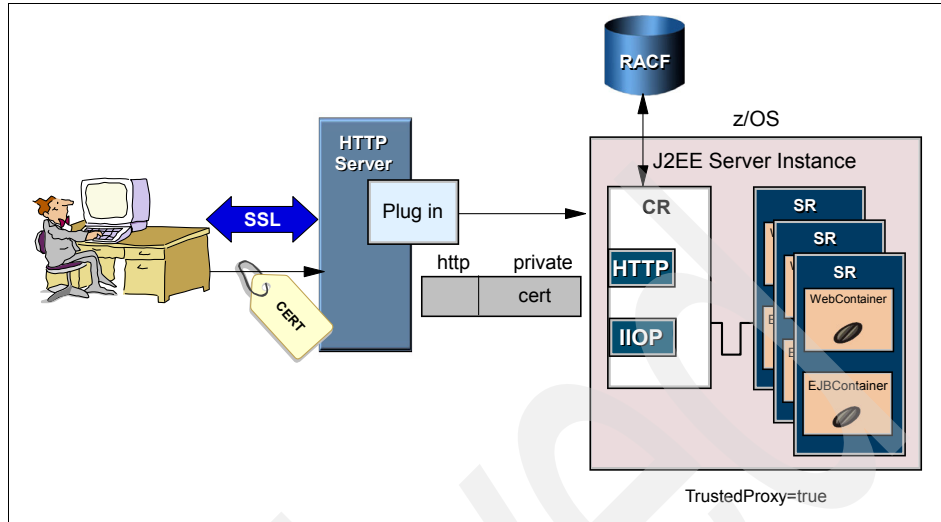 RACF
z/OS
HTTP
Server
J2EE Server Instance
Plug in
SSL
CERT
http private
cert
CR
HTTP
IIOP
SR
SR
SR
WebContainer
EJBContainer
TrustedProxy=true